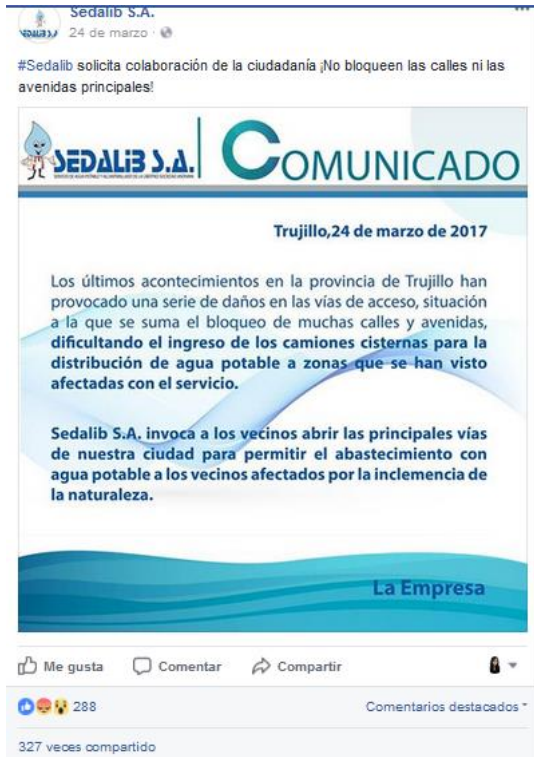 Sedalib S.A.
24 de marzo ·
#Sedalib solicita colaboración de la ciudadanía ¡No bloqueen las calles ni las
avenidas principales!
SEDALIB S.A. COMUNICADO
Trujillo,24 de marzo de 2017
Los últimos acontecimientos en la provincia de Trujillo han
provocado una serie de daños en las vías de acceso, situación
a la que se suma el bloqueo de muchas calles y avenidas,
dificultando el ingreso de los camiones cisternas para la
distribución de agua potable a zonas que se han visto
afectadas con el servicio.
Sedalib S.A. invoca a los vecinos abrir las principales vías
de nuestra ciudad para permitir el abastecimiento con
agua potable a los vecinos afectados por la inclemencia de
la naturaleza.
La Empresa
Me gusta Comentar Compartir
288 Comentarios destacados
327 veces compartido